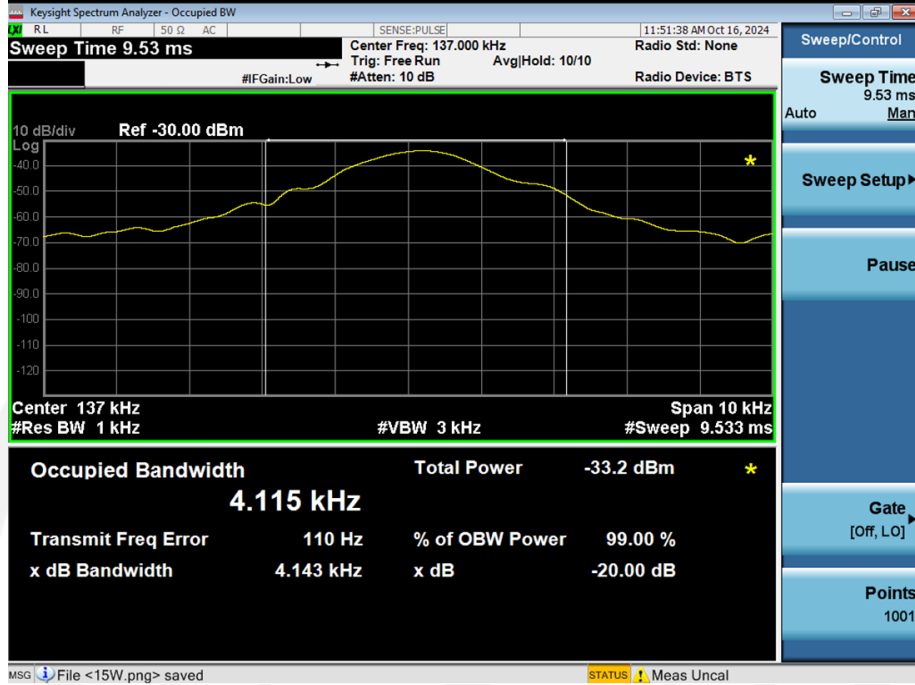 Keysight Spectrum Analyzer - Occupied BW
LXI RL RF 50 Ω AC SENSE:PULSE 11:51:38 AM Oct 16, 2024
Sweep Time 9.53 ms
Center Freq: 137.000 kHz Radio Std: None
Trig: Free Run Avg|Hold: 10/10
#IFGain:Low #Atten: 10 dB Radio Device: BTS
10 dB/div Ref -30.00 dBm
Log
-40.0
-50.0
-60.0
-70.0
-80.0
-90.0
-100
-110
-120
Center 137 kHz Span 10 kHz
#Res BW 1 kHz #VBW 3 kHz #Sweep 9.533 ms
Occupied Bandwidth Total Power -33.2 dBm
4.115 kHz
Transmit Freq Error 110 Hz % of OBW Power 99.00 %
x dB Bandwidth 4.143 kHz x dB -20.00 dB
Sweep/Control
Sweep Time
9.53 ms
Auto Man
Sweep Setup
Pause
Gate
[Off, LO]
Points
1001
MSG File <15W.png> saved STATUS Meas Uncal